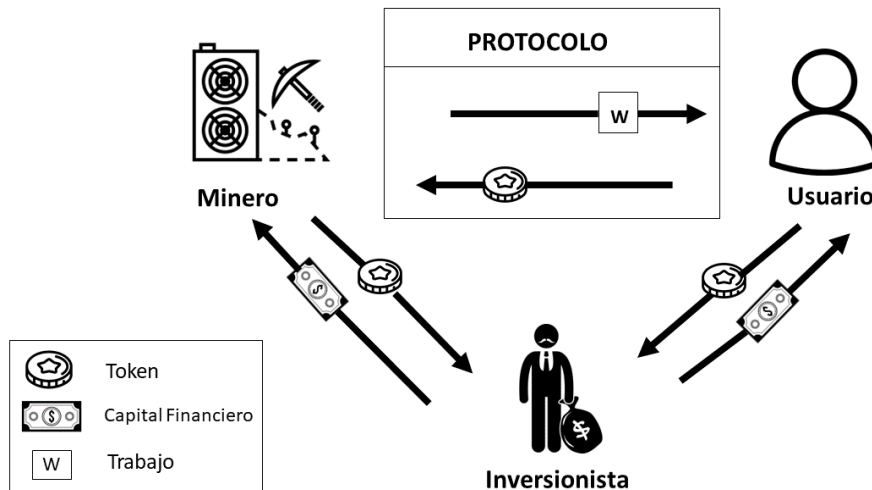 PROTOCOLO
W
Minero
Usuario
Token
Capital Financiero
W
Trabajo
Inversionista